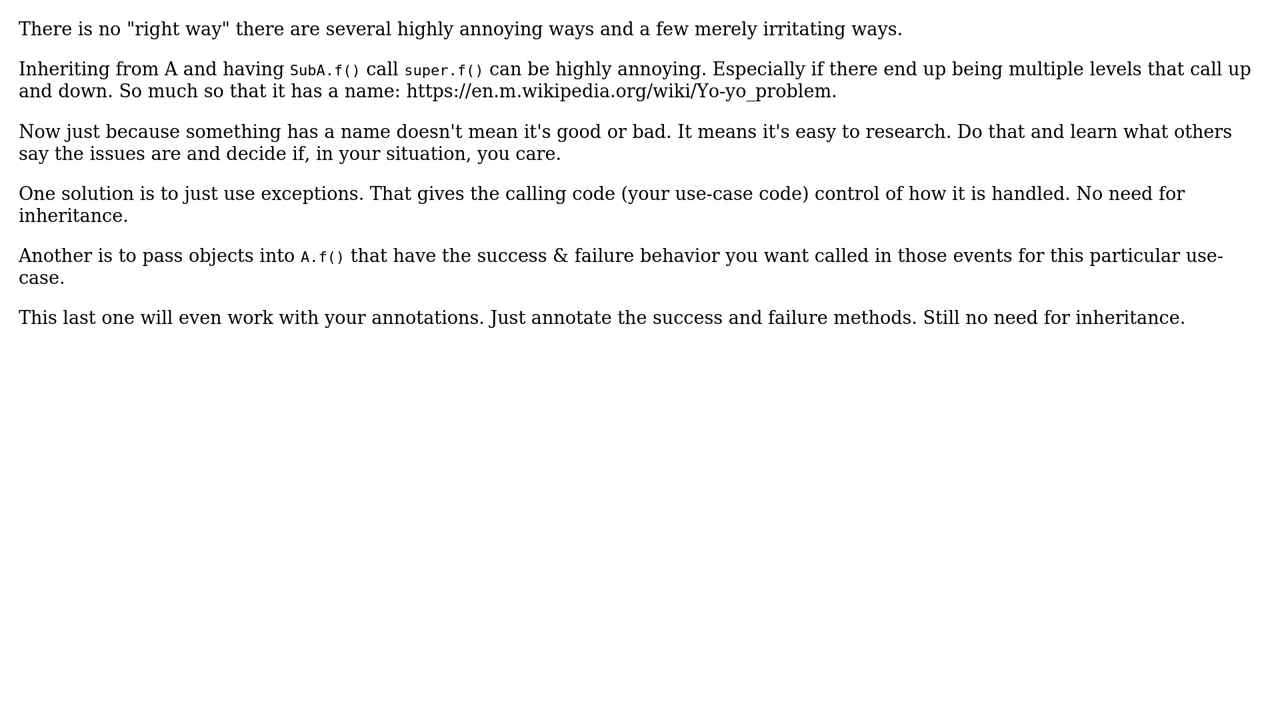 There is no "right way" there are several highly annoying ways and a few merely irritating ways.
Inheriting from A and having SubA.f() call super.f() can be highly annoying. Especially if there end up being multiple levels that call up
and down. So much so that it has a name: https://en.m.wikipedia.org/wiki/Yo-yo_problem.
Now just because something has a name doesn't mean it's good or bad. It means it's easy to research. Do that and learn what others
say the issues are and decide if, in your situation, you care.
One solution is to just use exceptions. That gives the calling code (your use-case code) control of how it is handled. No need for
inheritance.
Another is to pass objects into A.f() that have the success & failure behavior you want called in those events for this particular use-
case.
This last one will even work with your annotations. Just annotate the success and failure methods. Still no need for inheritance.